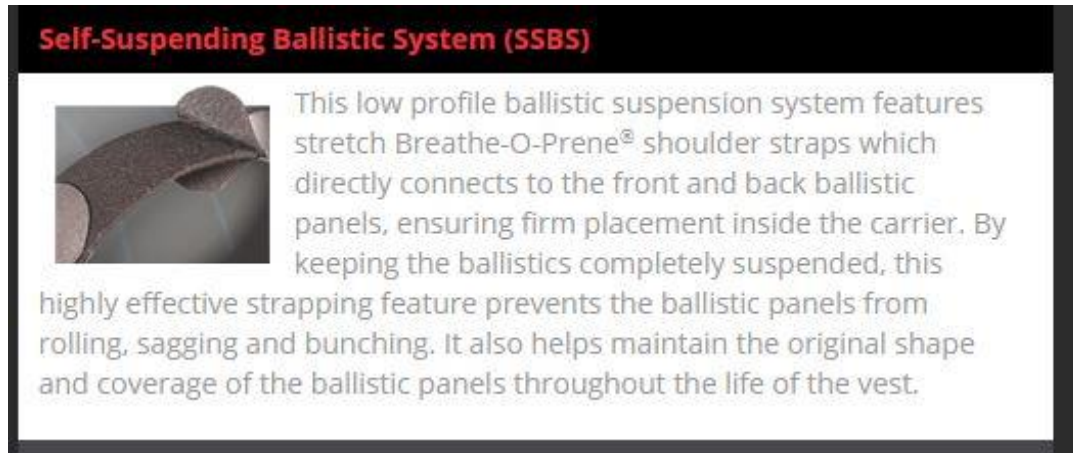 Self-Suspending Ballistic System (SSBS)
This low profile ballistic suspension system features
stretch Breathe-O-Prene® shoulder straps which
directly connects to the front and back ballistic
panels, ensuring firm placement inside the carrier. By
keeping the ballistics completely suspended, this
highly effective strapping feature prevents the ballistic panels from
rolling, sagging and bunching. It also helps maintain the original shape
and coverage of the ballistic panels throughout the life of the vest.